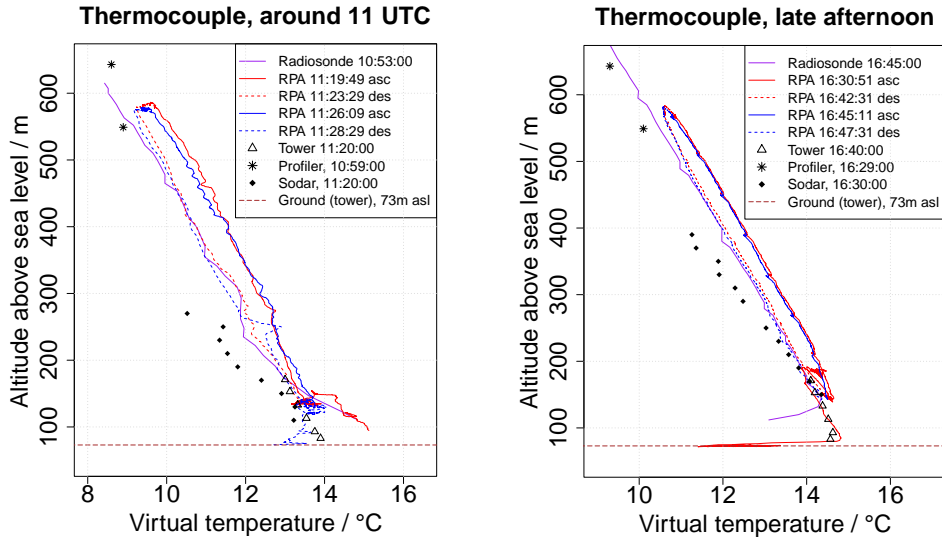 Thermocouple, around 11 UTC
Altitude above sea level / m
600
500
400
300
200
100
Radiosonde 10:53:00
RPA 11:19:49 asc
RPA 11:23:29 des
RPA 11:26:09 asc
RPA 11:28:29 des
Tower 11:20:00
Profiler, 10:59:00
Sodar, 11:20:00
Ground (tower), 73m asl
8 10 12 14 16
Virtual temperature / °C
Thermocouple, late afternoon
Altitude above sea level / m
600
500
400
300
200
100
Radiosonde 16:45:00
RPA 16:30:51 asc
RPA 16:42:31 des
RPA 16:45:11 asc
RPA 16:47:31 des
Tower 16:40:00
Profiler, 16:29:00
Sodar, 16:30:00
Ground (tower), 73m asl
10 12 14 16
Virtual temperature / °C